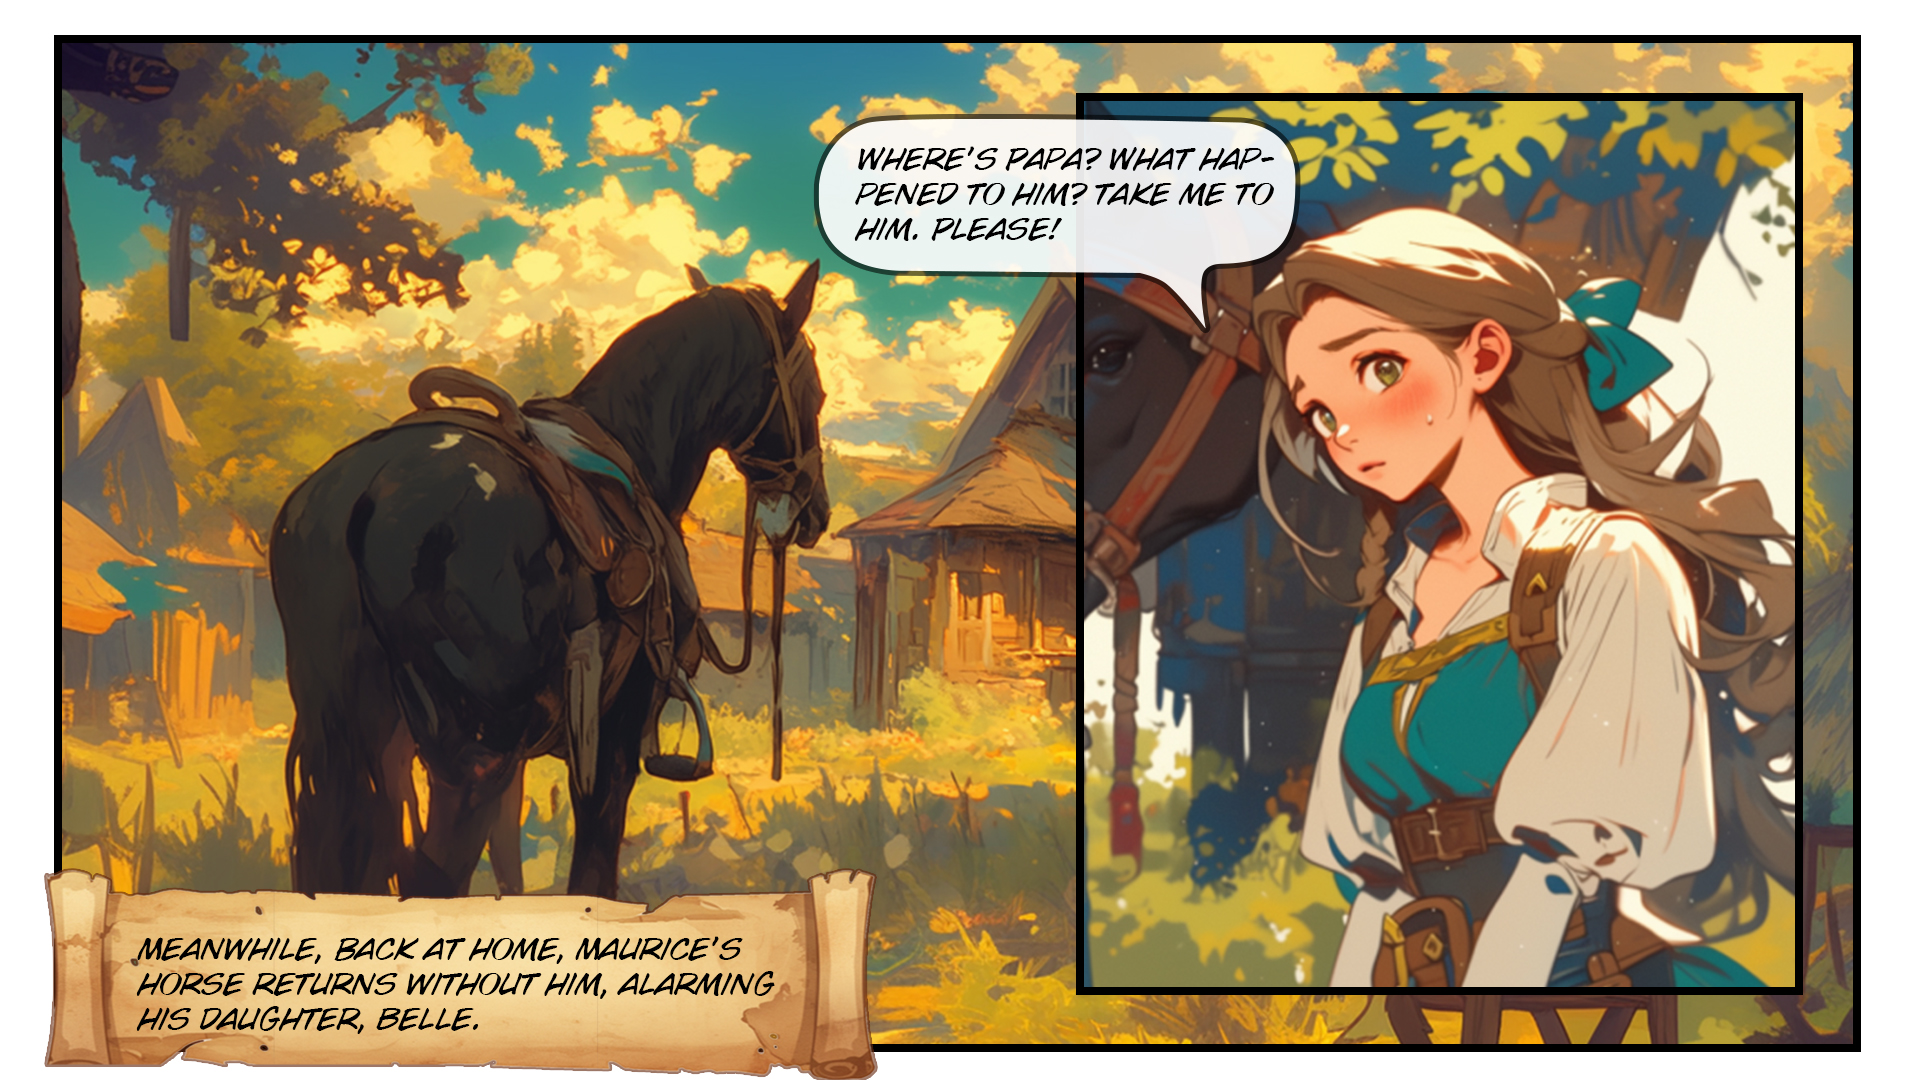 WHERE'S PAPA? WHAT HAP-
PENED TO HIM? TAKE ME TO
HIM. PLEASE!
MEANWHILE, BACK AT HOME, MAURICE'S
HORSE RETURNS WITHOUT HIM, ALARMING
HIS DAUGHTER, BELLE.